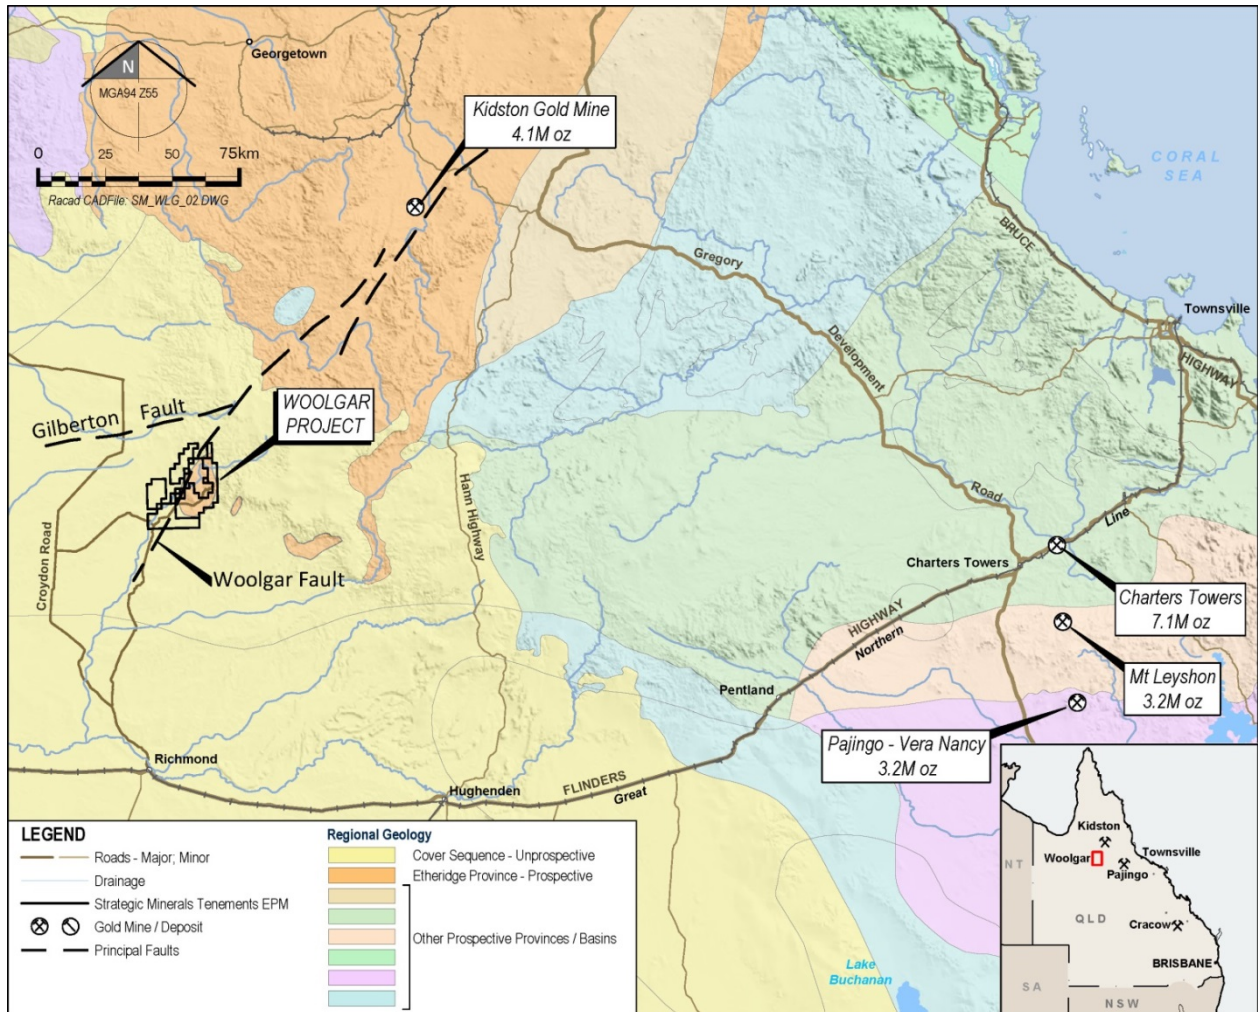 Georgetown
N
MGA94 Z55
0 25 50 75km
Racad CADFile: SM_WLG_02.DWG
Kidston Gold Mine
4.1M oz
CORAL
SEA
BRUCE
Gregory
Townsville
HIGHWAY
Development
WOOLGAR
PROJECT
Gilberton Fault
Hann Highway
Road
Line
Croydon Road
Woolgar Fault
Charters Towers
Charters Towers
7.1M oz
HIGHWAY
Northern
Mt Leyshon
3.2M oz
Pentland
Pajingo - Vera Nancy
3.2M oz
Richmond
Hughenden
FLINDERS
Great
Lake
Buchanan
LEGEND
Roads - Major; Minor
Drainage
Strategic Minerals Tenements EPM
Gold Mine / Deposit
Principal Faults
Regional Geology
Cover Sequence - Unprospective
Etheridge Province - Prospective
Other Prospective Provinces / Basins
Kidston
Woolgar
Townsville
Pajingo
NT
QLD
Cracow
BRISBANE
SA
NSW